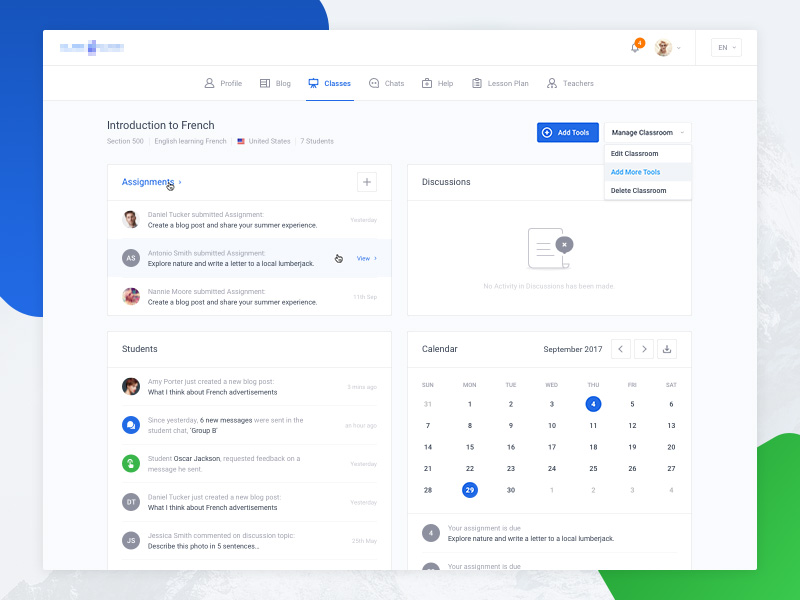 4
EN
Profile
Blog
Classes
Chats
Help
Lesson Plan
Teachers
Introduction to French
Section 500
English learning French
United States
7 Students
Add Tools
Manage Classroom
Edit Classroom
Add More Tools
Delete Classroom
Assignments
Daniel Tucker submitted Assignment:
Create a blog post and share your summer experience.
Yesterday
AS
Antonio Smith submitted Assignment:
Explore nature and write a letter to a local lumberjack.
View
Nannie Moore submitted Assignment:
Create a blog post and share your summer experience.
11th Sep
Discussions
No Activity in Discussions has been made.
Students
Amy Porter just created a new blog post:
What I think about French advertisements
5 mins ago
Since yesterday, 6 new messages were sent in the
student chat, 'Group B'
an hour ago
Student Oscar Jackson, requested feedback on a
message he sent.
Yesterday
DT
Daniel Tucker just created a new blog post:
What I think about French advertisements
Yesterday
JS
Jessica Smith commented on discussion topic:
Describe this photo in 5 sentences...
25th May
Calendar
September 2017
SUN MON TUE WED THU FRI SAT
31 1 2 3 4 5 6
7 8 9 10 11 12 13
14 15 16 17 18 19 20
21 22 23 24 25 26 27
28 29 30 1 2 3 4
4
Your assignment is due
Explore nature and write a letter to a local lumberjack.
Your assignment is due